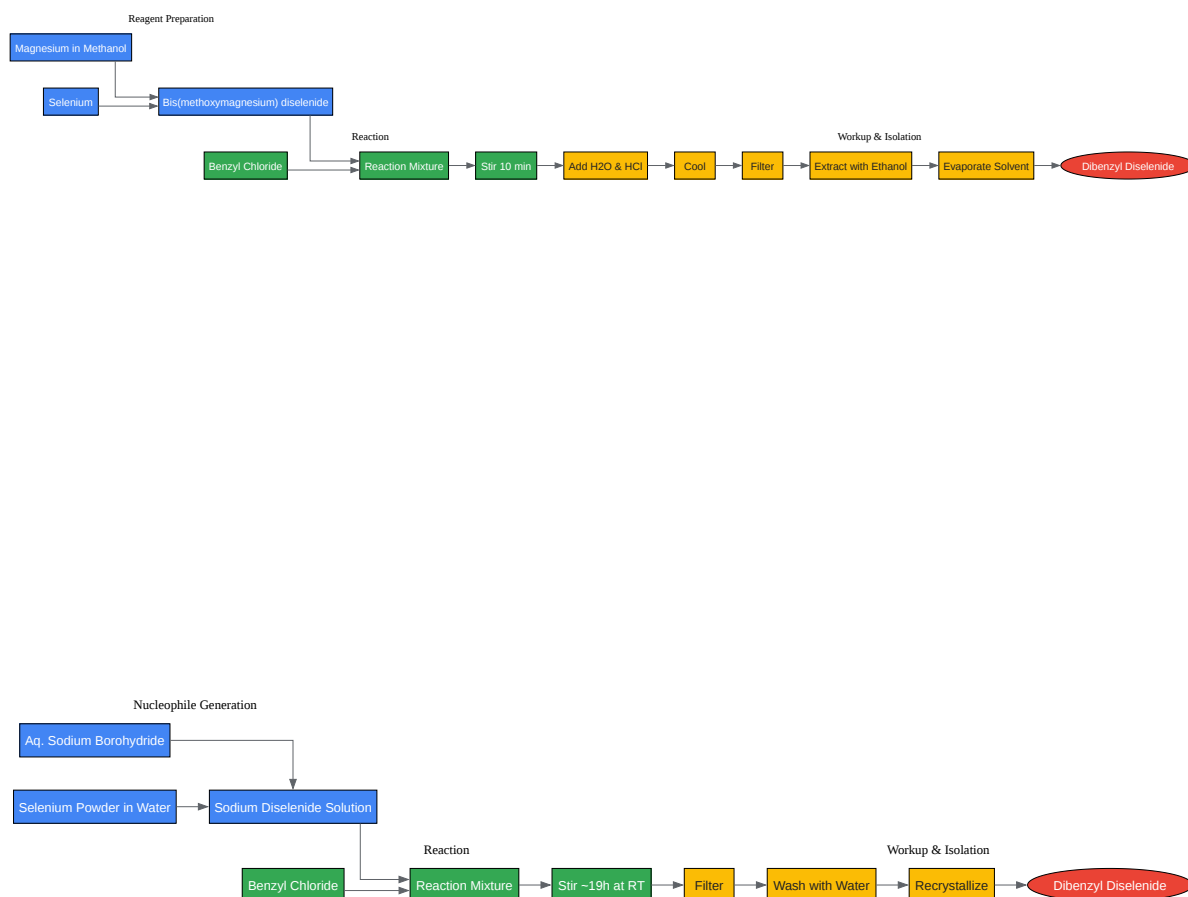 Reagent Preparation
Magnesium in Methanol
Selenium
Bis(methoxymagnesium) diselenide
Reaction
Workup & Isolation
Benzyl Chloride
Reaction Mixture
Stir 10 min
Add H2O & HCl
Cool
Filter
Extract with Ethanol
Evaporate Solvent
Dibenzyl Diselenide
Nucleophile Generation
Aq. Sodium Borohydride
Selenium Powder in Water
Sodium Diselenide Solution
Reaction
Workup & Isolation
Benzyl Chloride
Reaction Mixture
Stir ~19h at RT
Filter
Wash with Water
Recrystallize
Dibenzyl Diselenide